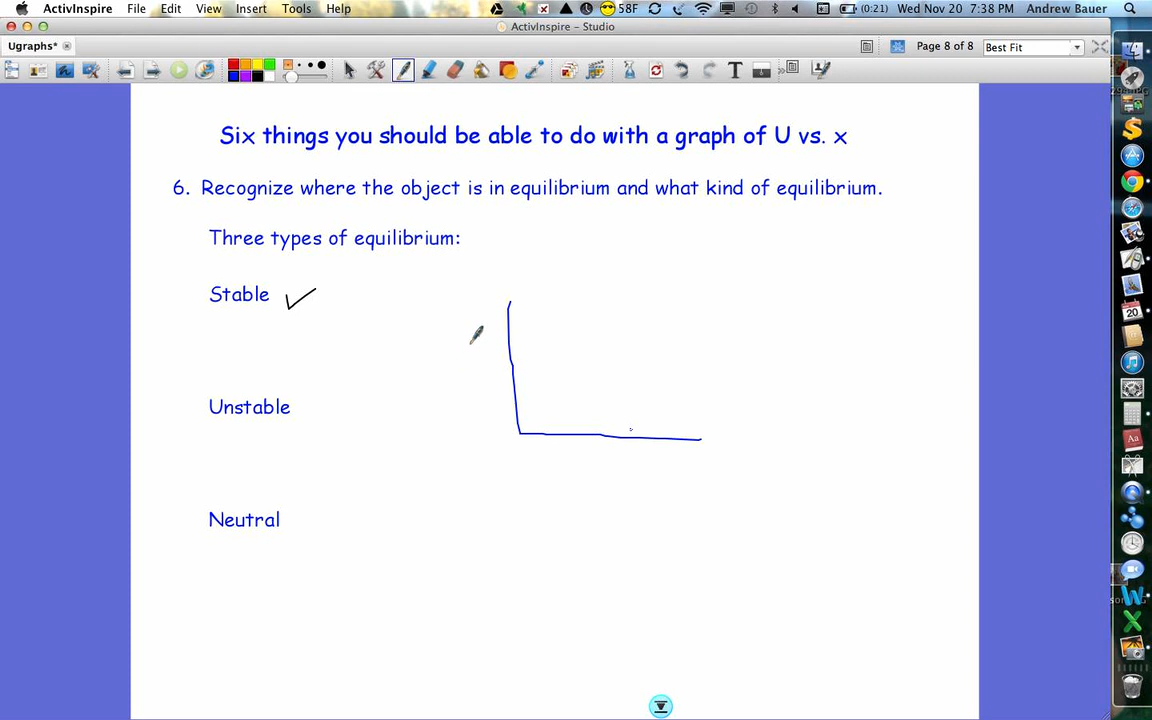 ActivInspire File Edit View Insert Tools Help 58F (0:21) Wed Nov 20 7:38 PM Andrew Bauer
ActivInspire – Studio
Ugraphs* Page 8 of 8 Best Fit
Six things you should be able to do with a graph of U vs. x
6. Recognize where the object is in equilibrium and what kind of equilibrium.
Three types of equilibrium:
Stable
Unstable
Neutral